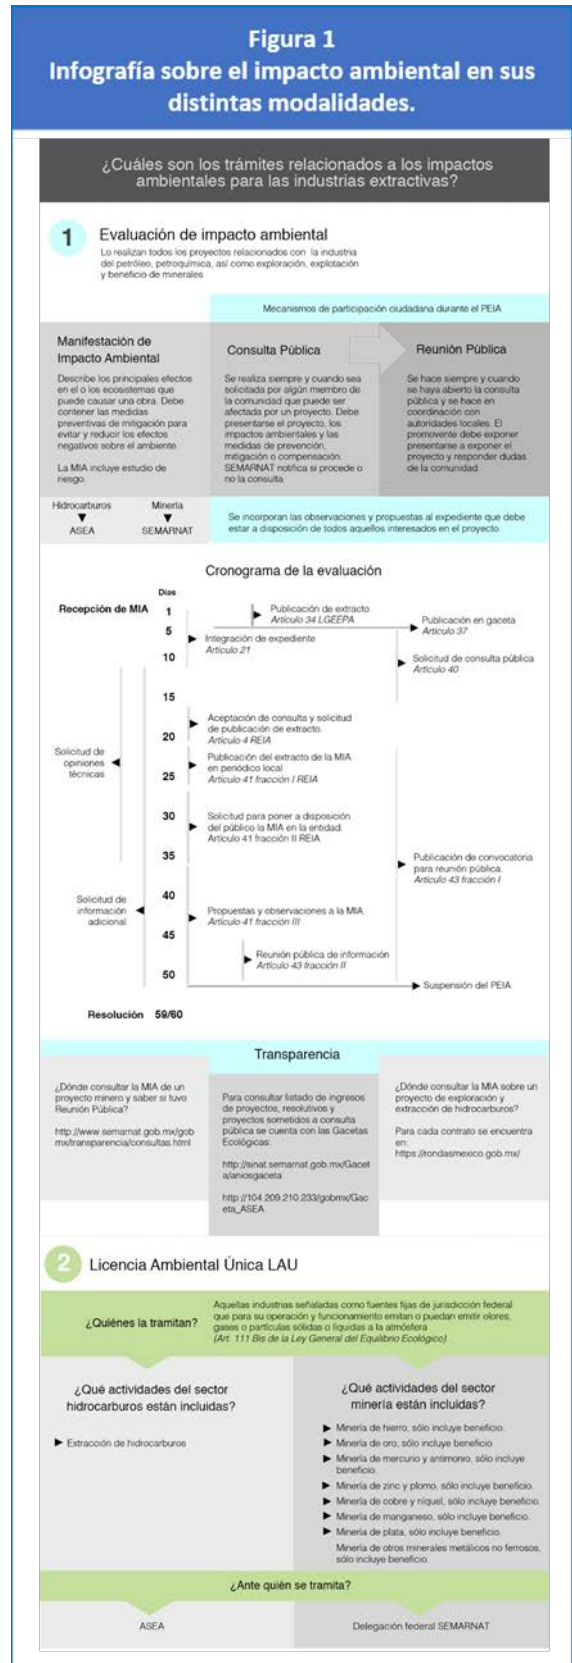 Figura 1
Infografía sobre el impacto ambiental en sus
distintas modalidades.
¿Cuáles son los trámites relacionados a los impactos
ambientales para las industrias extractivas?
1
Evaluación de impacto ambiental
Lo realizan todos los proyectos relacionados con la industria
del petróleo, petroquímica, así como exploración, explotación
y beneficio de minerales
Mecanismos de participación ciudadana durante el PEIA
Manifestación de
Impacto Ambiental
Describe los principales efectos
en el o los ecosistemas que
puede causar una obra. Debe
contener las medidas
preventivas de mitigación para
evitar y reducir los efectos
negativos sobre el ambiente.
La MIA incluye estudio de
riesgo.
Consulta Pública
Se realiza siempre y cuando sea
solicitada por algún miembro de
la comunidad que puede ser
afectada por un proyecto. Debe
presentarse el proyecto, los
impactos ambientales y las
medidas de prevención,
mitigación o compensación.
SEMARNAT notifica si procede o
no la consulta.
Reunión Pública
Se hace siempre y cuando
se haya abierto la consulta
pública y se hace en
coordinación con
autoridades locales. El
promovente debe exponer
presentarse a exponer el
proyecto y responder dudas
de la comunidad.
Hidrocarburos
ASEA
Minería
SEMARNAT
Se incorporan las observaciones y propuestas al expediente que debe
estar a disposición de todos aquellos interesados en el proyecto.
Cronograma de la evaluación
Días
Recepción de MIA
1
5
10
15
20
25
30
35
40
45
50
Resolución 59/60
Publicación de extracto
Artículo 34 LGEEPA
Publicación en gaceta
Artículo 37
Integración de expediente
Artículo 21
Solicitud de consulta pública
Artículo 40
Aceptación de consulta y solicitud
de publicación de extracto.
Artículo 4 REIA
Solicitud de
opiniones
técnicas
Publicación del extracto de la MIA
en periódico local
Artículo 41 fracción I REIA
Solicitud para poner a disposición
del público la MIA en la entidad.
Artículo 41 fracción II REIA
Publicación de convocatoria
para reunión pública.
Artículo 43 fracción I
Solicitud de
información
adicional
Propuestas y observaciones a la MIA.
Artículo 41 fracción III
Reunión pública de información
Artículo 43 fracción II
Suspensión del PEIA
Transparencia
¿Dónde consultar la MIA de un
proyecto minero y saber si tuvo
Reunión Pública?
http://www.semarnat.gob.mx/gob
mx/transparencia/consultas.html
Para consultar listado de ingresos
de proyectos, resolutivos y
proyectos sometidos a consulta
pública se cuenta con las Gacetas
Ecológicas:
http://sinat.semarnat.gob.mx/Gacet
a/aniosgaceta
http://104.209.210.233/gobmx/Gac
eta_ASEA
¿Dónde consultar la MIA sobre un
proyecto de exploración y
extracción de hidrocarburos?
Para cada contrato se encuentra
en:
https://rondasmexico.gob.mx/
2
Licencia Ambiental Única LAU
¿Quiénes la tramitan?
Aquellas industrias señaladas como fuentes fijas de jurisdicción federal
que para su operación y funcionamiento emitan o puedan emitir olores,
gases o partículas sólidas o líquidas a la atmósfera
(Art. 111 Bis de la Ley General del Equilibrio Ecológico)
¿Qué actividades del sector
hidrocarburos están incluidas?
Extracción de hidrocarburos
¿Qué actividades del sector
minería están incluidas?
Minería de hierro, sólo incluye beneficio.
Minería de oro, sólo incluye beneficio.
Minería de mercurio y antimonio, sólo incluye
beneficio.
Minería de zinc y plomo, sólo incluye beneficio.
Minería de cobre y níquel, sólo incluye beneficio.
Minería de manganeso, sólo incluye beneficio.
Minería de plata, sólo incluye beneficio.
Minería de otros minerales metálicos no ferrosos,
sólo incluye beneficio.
¿Ante quién se tramita?
ASEA
Delegación federal SEMARNAT